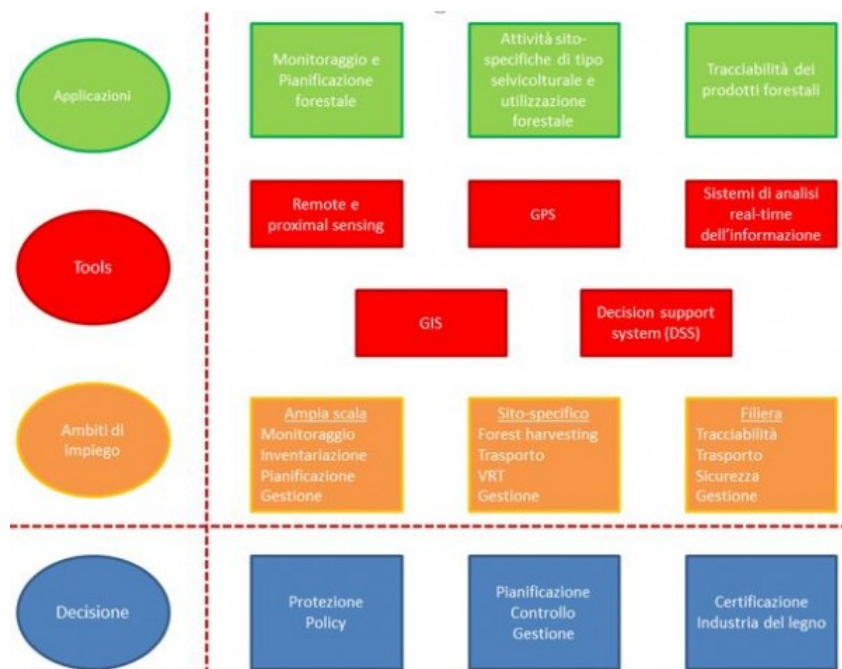 Applicazioni
Monitoraggio e
Pianificazione
forestale
Attività sito-
specifiche di tipo
selvicolturale e
utilizzazione
forestale
Tracciabilità dei
prodotti forestali
Tools
Remote e
proximal sensing
GPS
Sistemi di analisi
real-time
dell'informazione
GIS
Decision support
system (DSS)
Ambiti di
impiego
Ampia scala
Monitoraggio
Inventariazione
Pianificazione
Gestione
Sito-specifico
Forest harvesting
Trasporto
VRT
Gestione
Filiera
Tracciabilità
Trasporto
Sicurezza
Gestione
Decisione
Protezione
Policy
Pianificazione
Controllo
Gestione
Certificazione
Industria del legno